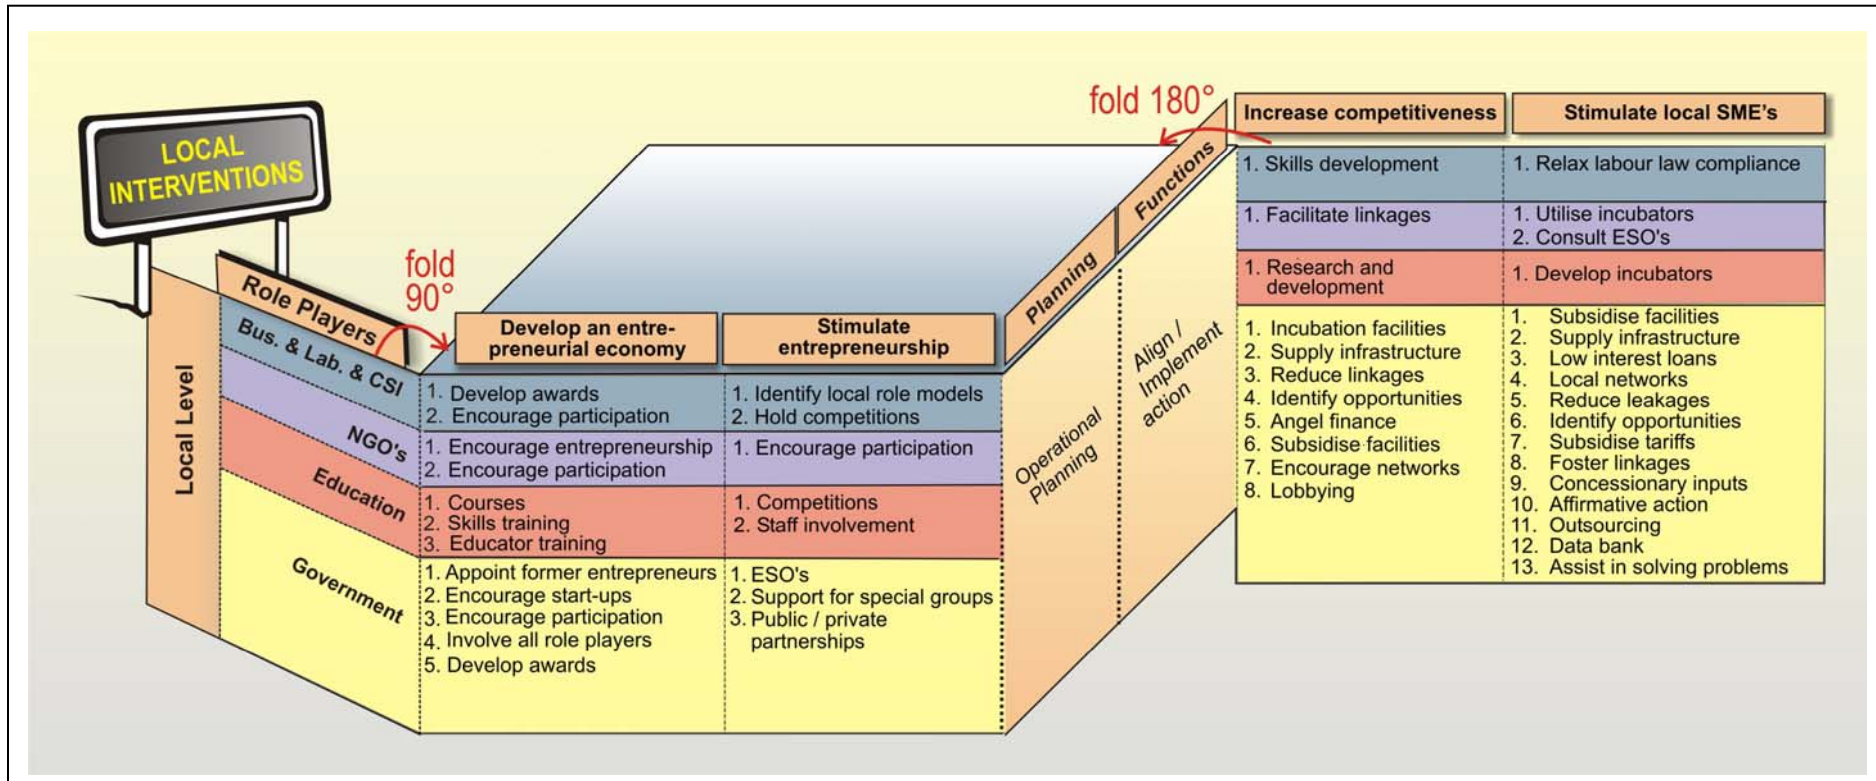 LOCAL
INTERVENTIONS
Local Level
Role Players
Bus. & Lab. & CSI
NGO's
Education
Government
fold
90°
Develop an entre-
preneurial economy
1. Develop awards
2. Encourage participation
1. Encourage entrepreneurship
2. Encourage participation
1. Courses
2. Skills training
3. Educator training
1. Appoint former entrepreneurs
2. Encourage start-ups
3. Encourage participation
4. Involve all role players
5. Develop awards
Stimulate
entrepreneurship
1. Identify local role models
2. Hold competitions
1. Encourage participation
1. Competitions
2. Staff involvement
1. ESO's
2. Support for special groups
3. Public / private
partnerships
Planning
Functions
Operational
Planning
Align /
Implement
action
fold 180°
Increase competitiveness
1. Skills development
1. Facilitate linkages
1. Research and
development
1. Incubation facilities
2. Supply infrastructure
3. Reduce linkages
4. Identify opportunities
5. Angel finance
6. Subsidise facilities
7. Encourage networks
8. Lobbying
Stimulate local SME's
1. Relax labour law compliance
1. Utilise incubators
2. Consult ESO's
1. Develop incubators
1. Subsidise facilities
2. Supply infrastructure
3. Low interest loans
4. Local networks
5. Reduce leakages
6. Identify opportunities
7. Subsidise tariffs
8. Foster linkages
9. Concessionary inputs
10. Affirmative action
11. Outsourcing
12. Data bank
13. Assist in solving problems